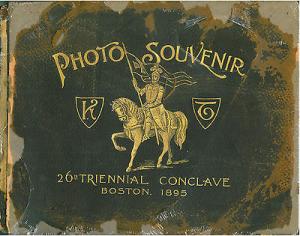 PHOTO SOUVENIR
K T
26TH TRIENNIAL CONCLAVE
BOSTON. 1895